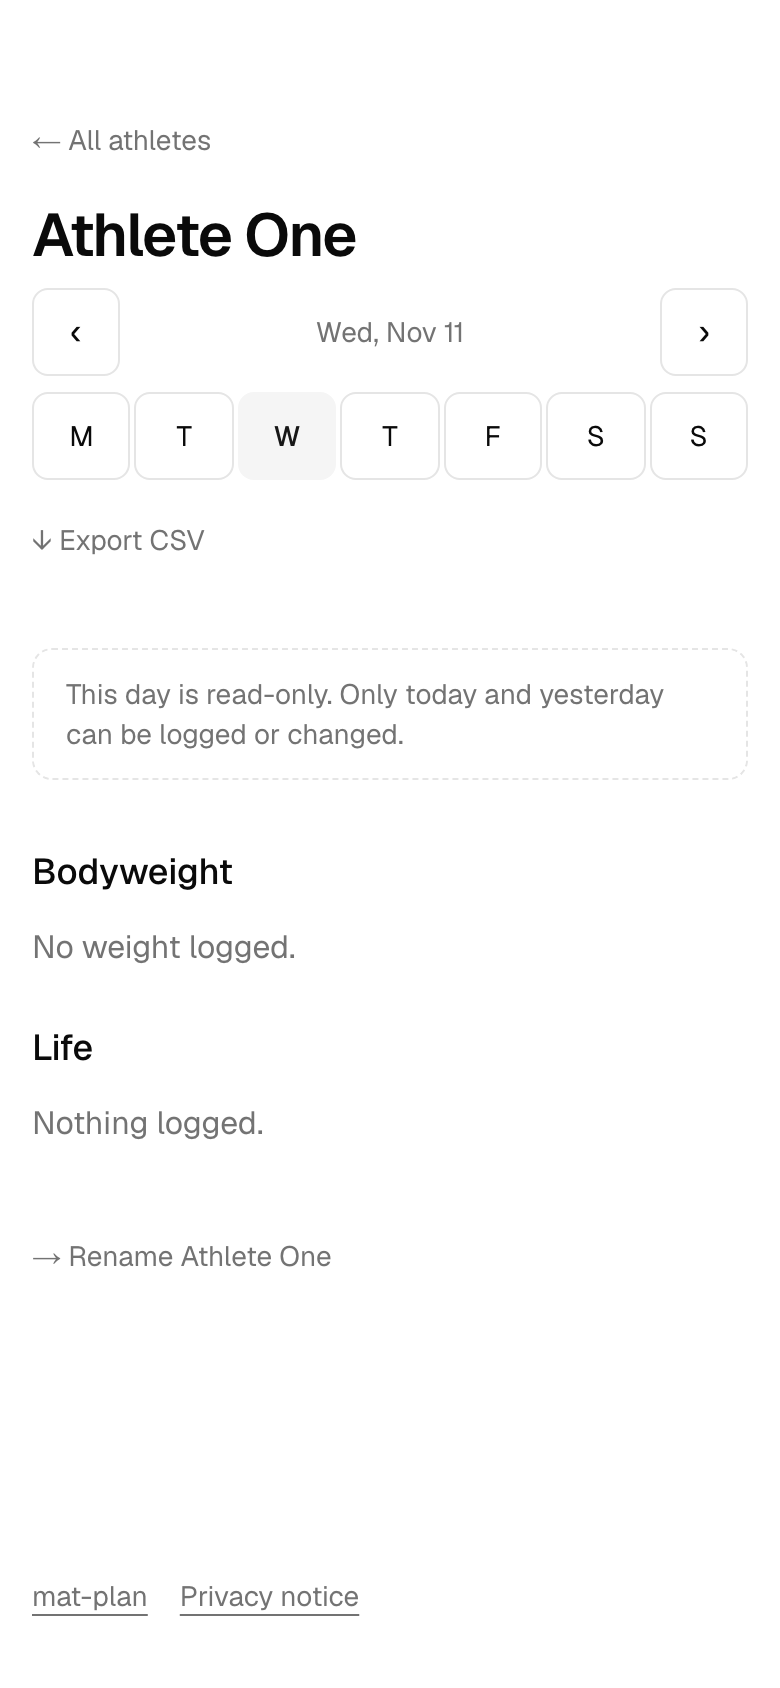 ← All athletes
Athlete One
‹ Wed, Nov 11 ›
M T W T F S S
↓ Export CSV
This day is read-only. Only today and yesterday
can be logged or changed.
Bodyweight
No weight logged.
Life
Nothing logged.
→ Rename Athlete One
mat-plan Privacy notice